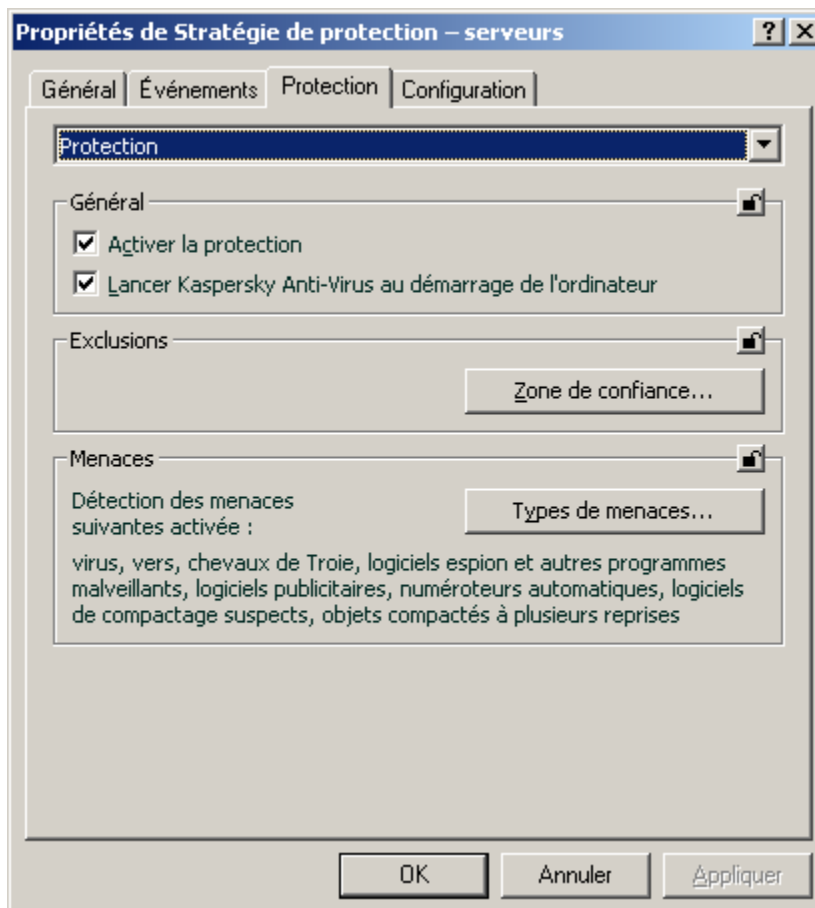 Propriétés de Stratégie de protection – serveurs
Général
Événements
Protection
Configuration
Protection
Général
Activer la protection
Lancer Kaspersky Anti-Virus au démarrage de l'ordinateur
Exclusions
Zone de confiance...
Menaces
Détection des menaces
suivantes activée :
Types de menaces...
virus, vers, chevaux de Troie, logiciels espion et autres programmes
malveillants, logiciels publicitaires, numéroteurs automatiques, logiciels
de compactage suspects, objets compactés à plusieurs reprises
OK
Annuler
Appliquer